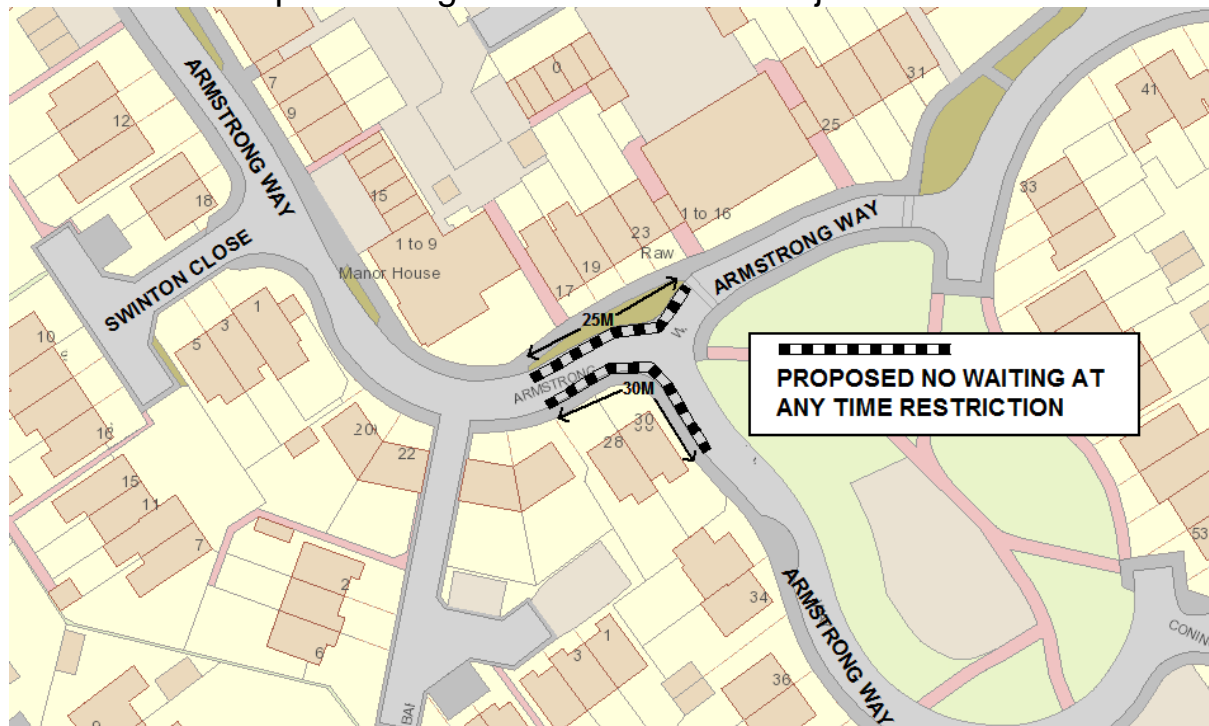 ARMSTRONG WAY
7
9
0
31
41
12
18
15
25
33
SWINTON CLOSE
1 to 9
Manor House
1 to 16
23
Raw
ARMSTRONG WAY
19
17
1
3
5
10
25M
ARMSTRONG
30M
PROPOSED NO WAITING AT
ANY TIME RESTRICTION
16
20
22
28
30
15
11
7
53
2
6
34
1
3
36
ARMSTRONG WAY